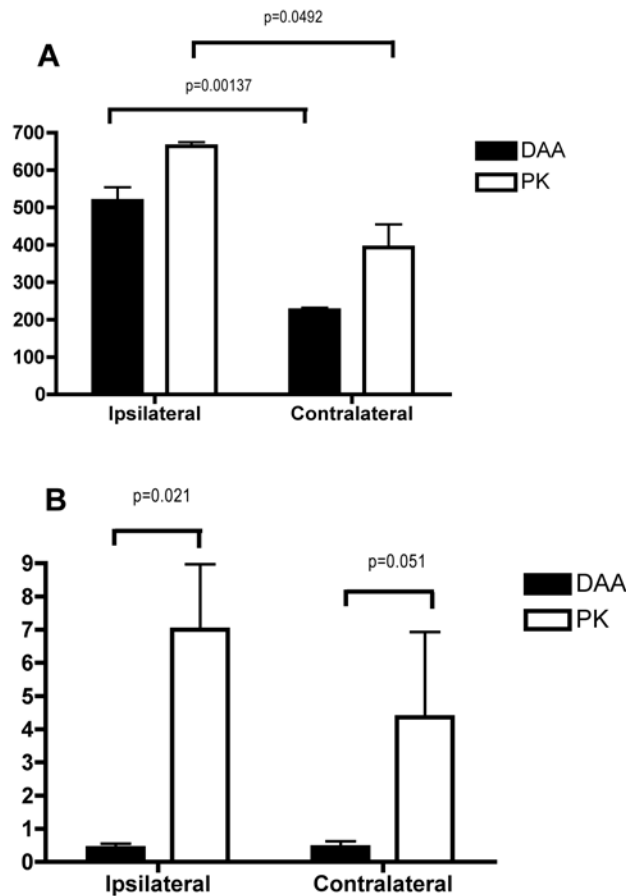 A
p=0.0492
p=0.00137
700
600
500
400
300
200
100
0
DAA
PK
Ipsilateral Contralateral
B
p=0.021
p=0.051
9
8
7
6
5
4
3
2
1
0
DAA
PK
Ipsilateral Contralateral